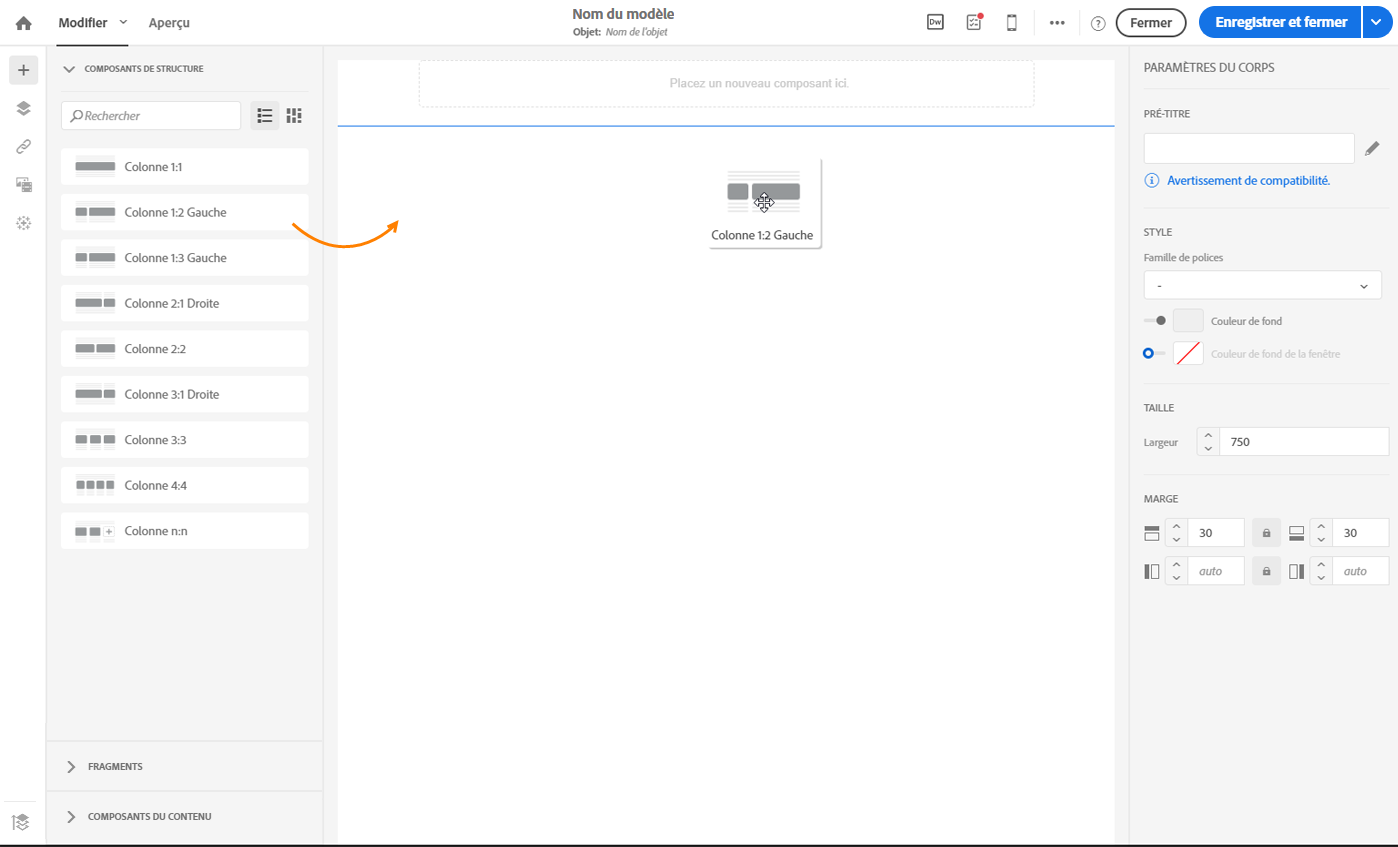 Modifier
Aperçu
Nom du modèle
Objet: Nom de l'objet
Dw
Fermer
Enregistrer et fermer
COMPOSANTS DE STRUCTURE
Rechercher
Colonne 1:1
Colonne 1:2 Gauche
Colonne 1:3 Gauche
Colonne 2:1 Droite
Colonne 2:2
Colonne 3:1 Droite
Colonne 3:3
Colonne 4:4
Colonne n:n
FRAGMENTS
COMPOSANTS DU CONTENU
Placez un nouveau composant ici.
Colonne 1:2 Gauche
PARAMÈTRES DU CORPS
PRÉ-TITRE
Avertissement de compatibilité.
STYLE
Famille de polices
-
Couleur de fond
Couleur de fond de la fenêtre
TAILLE
Largeur 750
MARGE
30 30
auto auto